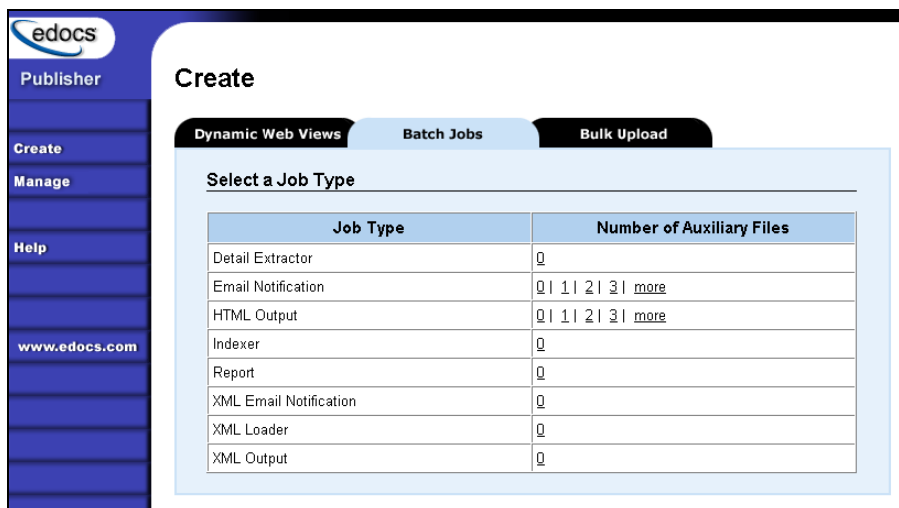 edocs
Publisher
Create
Manage
Help
www.edocs.com
Create
Dynamic Web Views
Batch Jobs
Bulk Upload
Select a Job Type
Job Type Number of Auxiliary Files
Detail Extractor 0
Email Notification 0 | 1 | 2 | 3 | more
HTML Output 0 | 1 | 2 | 3 | more
Indexer 0
Report 0
XML Email Notification 0
XML Loader 0
XML Output 0